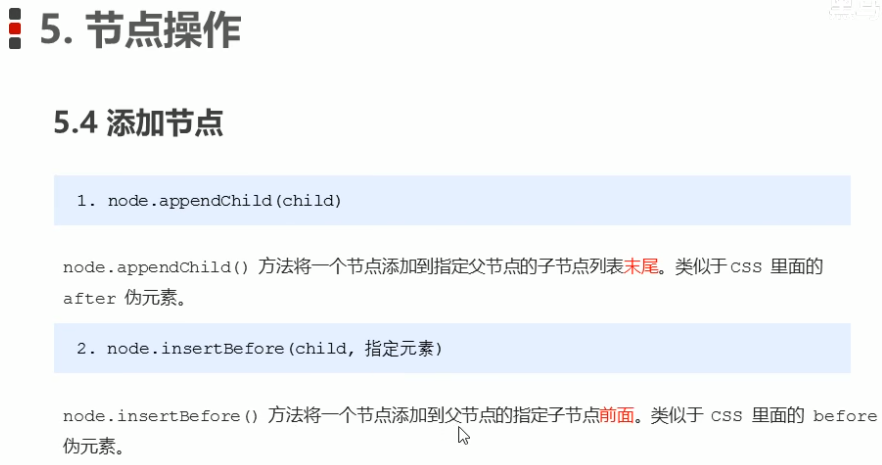 5. 节点操作
5.4 添加节点
1. node.appendChild(child)
node.appendChild() 方法将一个节点添加到指定父节点的子节点列表末尾。类似于 CSS 里面的
after 伪元素。
2. node.insertBefore(child, 指定元素)
node.insertBefore() 方法将一个节点添加到父节点的指定子节点前面。类似于 CSS 里面的 before
伪元素。